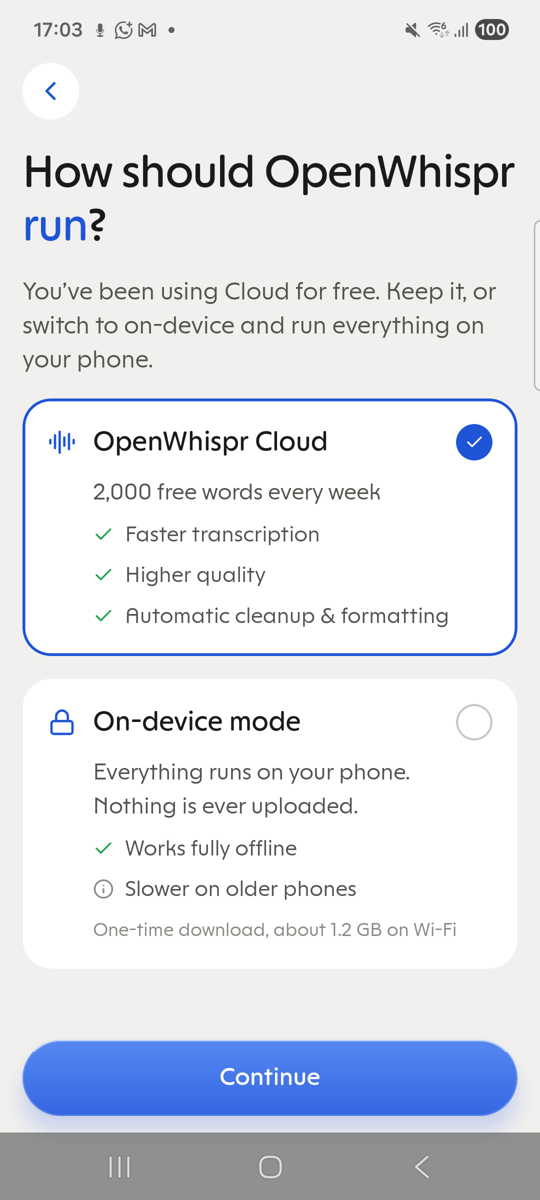 17:03
100
How should OpenWhispr
run?
You've been using Cloud for free. Keep it, or
switch to on-device and run everything on
your phone.
OpenWhispr Cloud
2,000 free words every week
Faster transcription
Higher quality
Automatic cleanup & formatting
On-device mode
Everything runs on your phone.
Nothing is ever uploaded.
Works fully offline
Slower on older phones
One-time download, about 1.2 GB on Wi-Fi
Continue